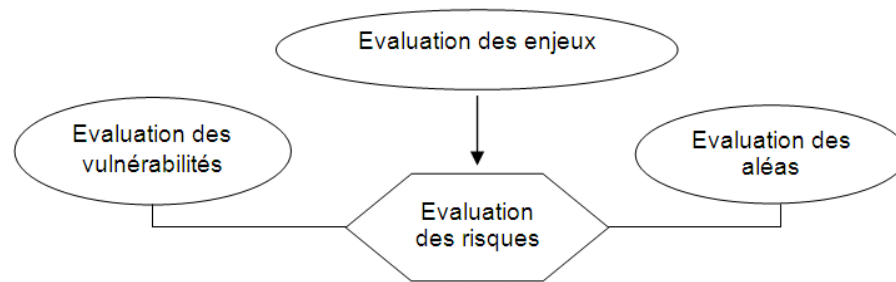 Evaluation des enjeux
Evaluation des
vulnérabilités
Evaluation des
aléas
Evaluation
des risques